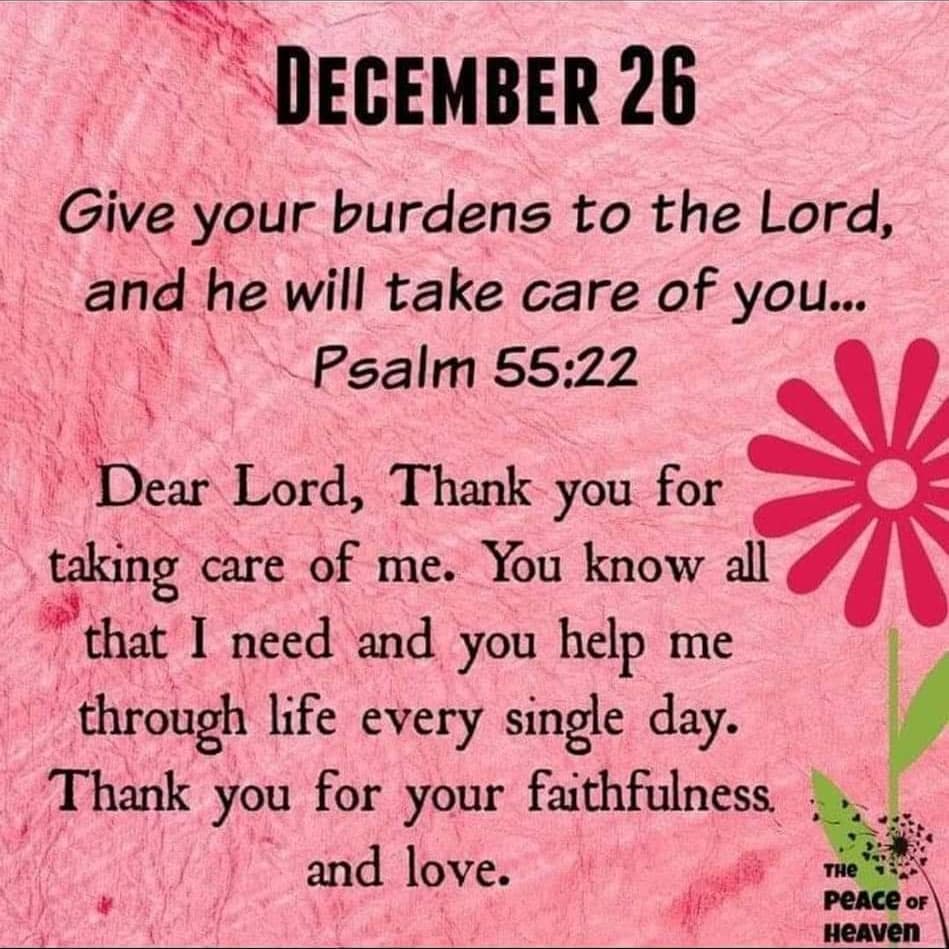 DECEMBER 26
Give your burdens to the Lord,
and he will take care of you...
Psalm 55:22
Dear Lord, Thank you for
taking care of me. You know all
that I need and you help me
through life every single day.
Thank you for your faithfulness
and love.
THE
PEACE OF
HEAVEN